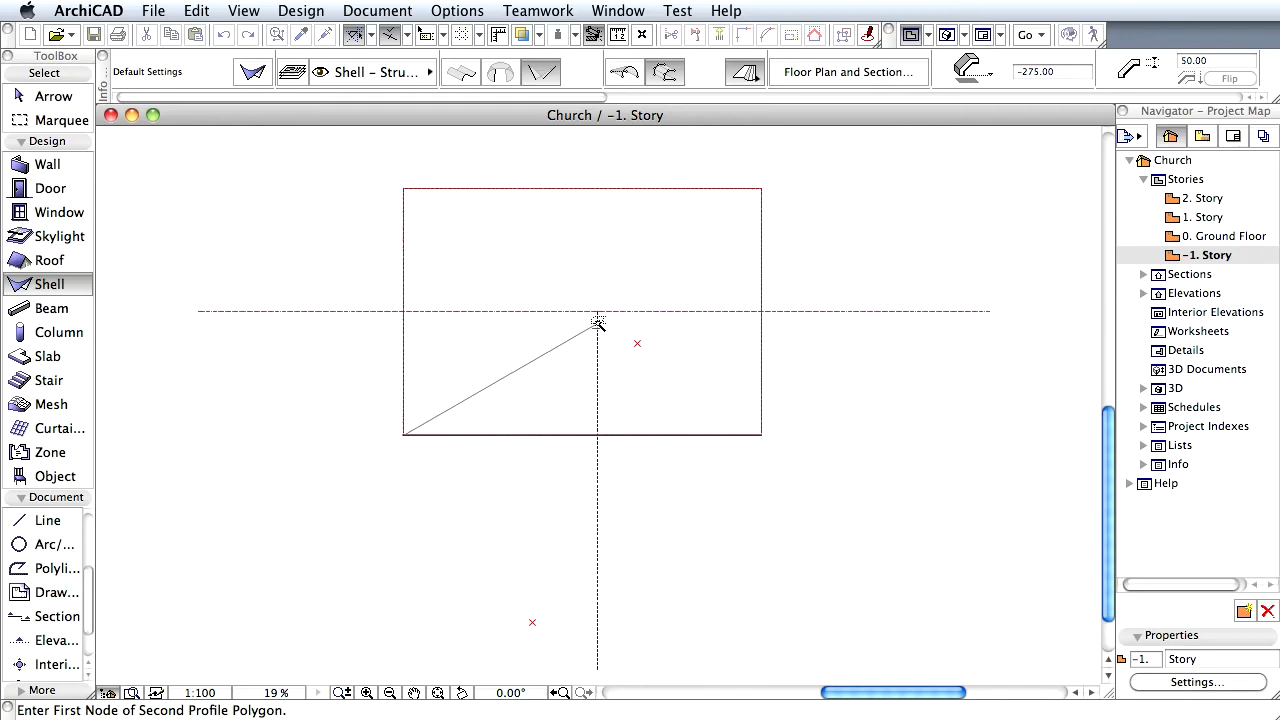 ArchiCAD File Edit View Design Document Options Teamwork Window Test Help
Go
ToolBox
Select
Arrow
Marquee
Design
Wall
Door
Window
Skylight
Roof
Shell
Beam
Column
Slab
Stair
Mesh
Curtai...
Zone
Object
Document
Line
Arc/...
Polyli...
Draw...
Section
Eleva...
Interi...
More
Info
Default Settings
Shell - Stru...
Floor Plan and Section...
-275.00
50.00
Flip
Church / -1. Story
Navigator - Project Map
Church
Stories
2. Story
1. Story
0. Ground Floor
-1. Story
Sections
Elevations
Interior Elevations
Worksheets
Details
3D Documents
3D
Schedules
Project Indexes
Lists
Info
Help
Properties
-1. Story
Settings...
1:100 19 % 0.00°
Enter First Node of Second Profile Polygon.